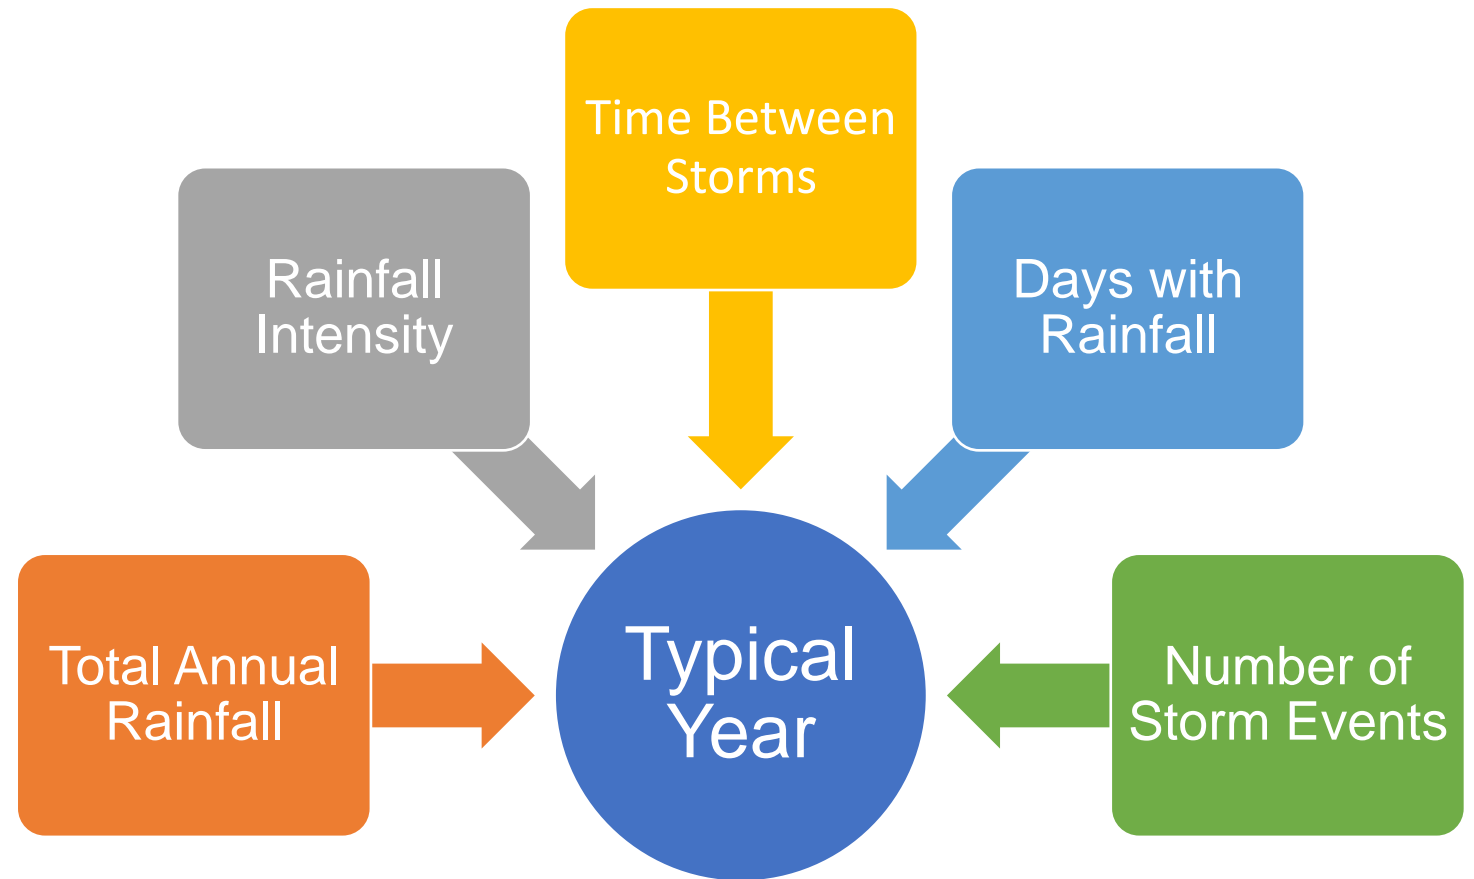 Time Between
Storms
Rainfall
Intensity
Days with
Rainfall
Total Annual
Rainfall
Typical
Year
Number of
Storm Events